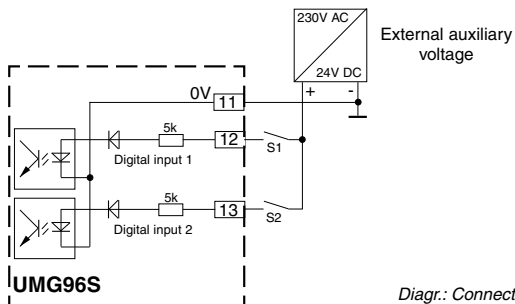 230V AC
24V DC
External auxiliary
voltage
+ -
0V 11
5k 12
S1
Digital input 1
5k 13
S2
Digital input 2
UMG96S
Diagr.: Connect